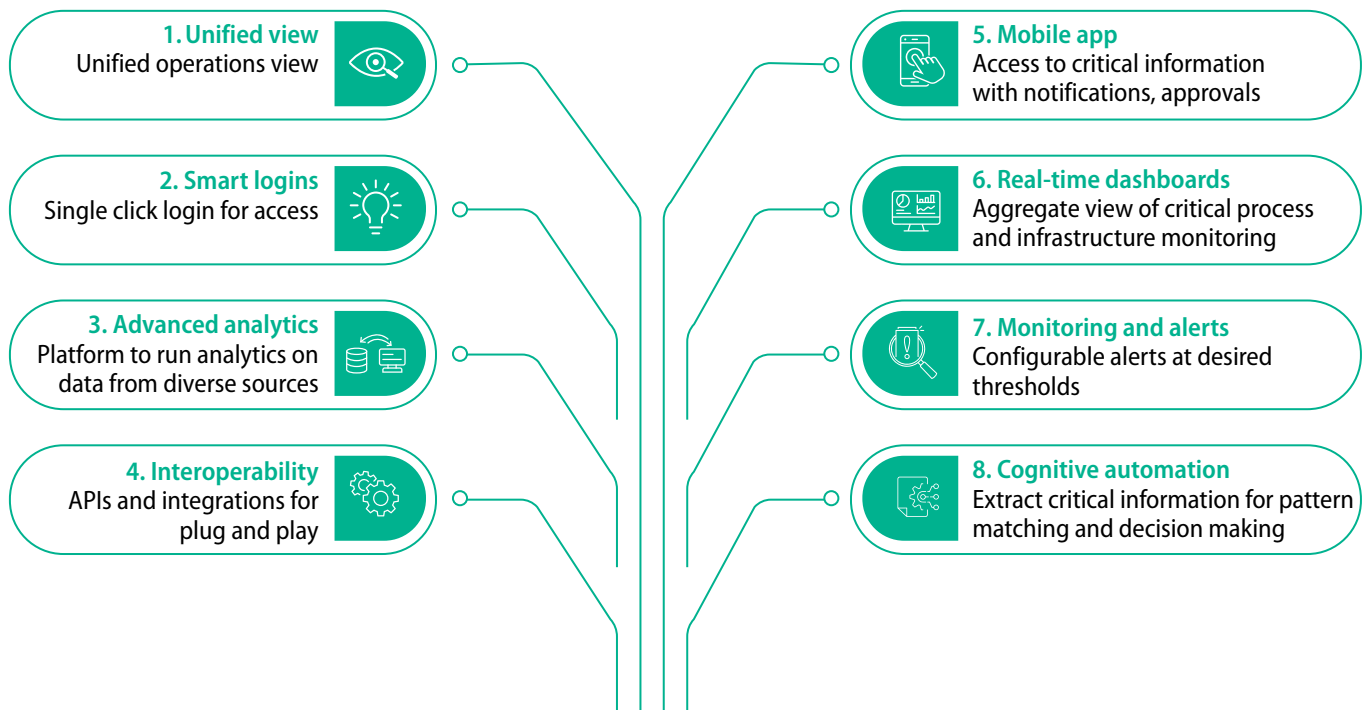 1. Unified view
Unified operations view
2. Smart logins
Single click login for access
3. Advanced analytics
Platform to run analytics on
data from diverse sources
4. Interoperability
APIs and integrations for
plug and play
5. Mobile app
Access to critical information
with notifications, approvals
6. Real-time dashboards
Aggregate view of critical process
and infrastructure monitoring
7. Monitoring and alerts
Configurable alerts at desired
thresholds
8. Cognitive automation
Extract critical information for pattern
matching and decision making